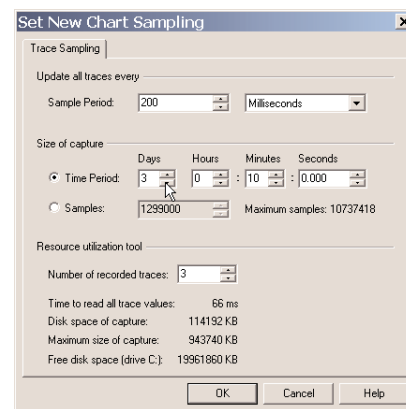 Set New Chart Sampling
Trace Sampling
Update all traces every
Sample Period: 200 Milliseconds
Size of capture
Days Hours Minutes Seconds
Time Period: 3 0 : 10 : 0.000
Samples: 1299000 Maximum samples: 10737418
Resource utilization tool
Number of recorded traces: 3
Time to read all trace values: 66 ms
Disk space of capture: 114192 KB
Maximum size of capture: 943740 KB
Free disk space (drive C:): 19961860 KB
OK Cancel Help